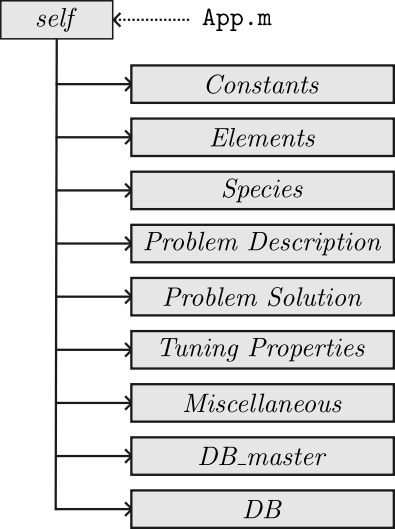 self App.m
Constants
Elements
Species
Problem Description
Problem Solution
Tuning Properties
Miscellaneous
DB_master
DB